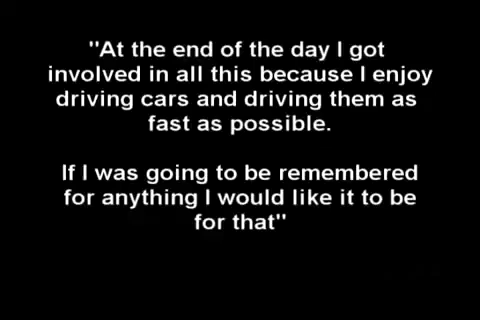 "At the end of the day I got
involved in all this because I enjoy
driving cars and driving them as
fast as possible.
If I was going to be remembered
for anything I would like it to be
for that"